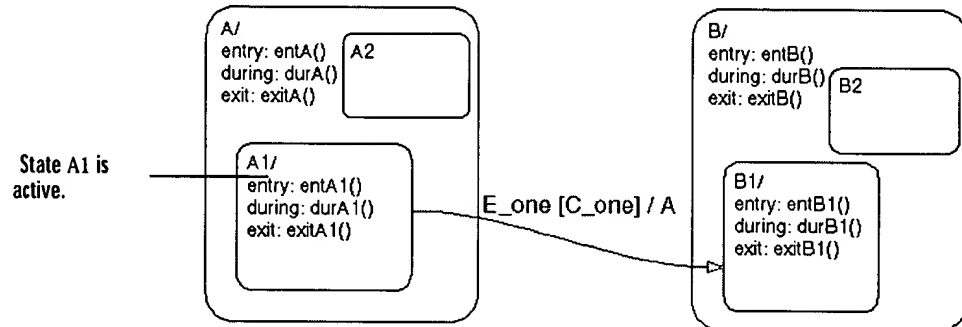 A/
entry: entA()
during: durA()
exit: exitA()
A2
State A1 is
active.
A1/
entry: entA1()
during: durA1()
exit: exitA1()
E_one [C_one] / A
B/
entry: entB()
during: durB()
exit: exitB()
B2
B1/
entry: entB1()
during: durB1()
exit: exitB1()